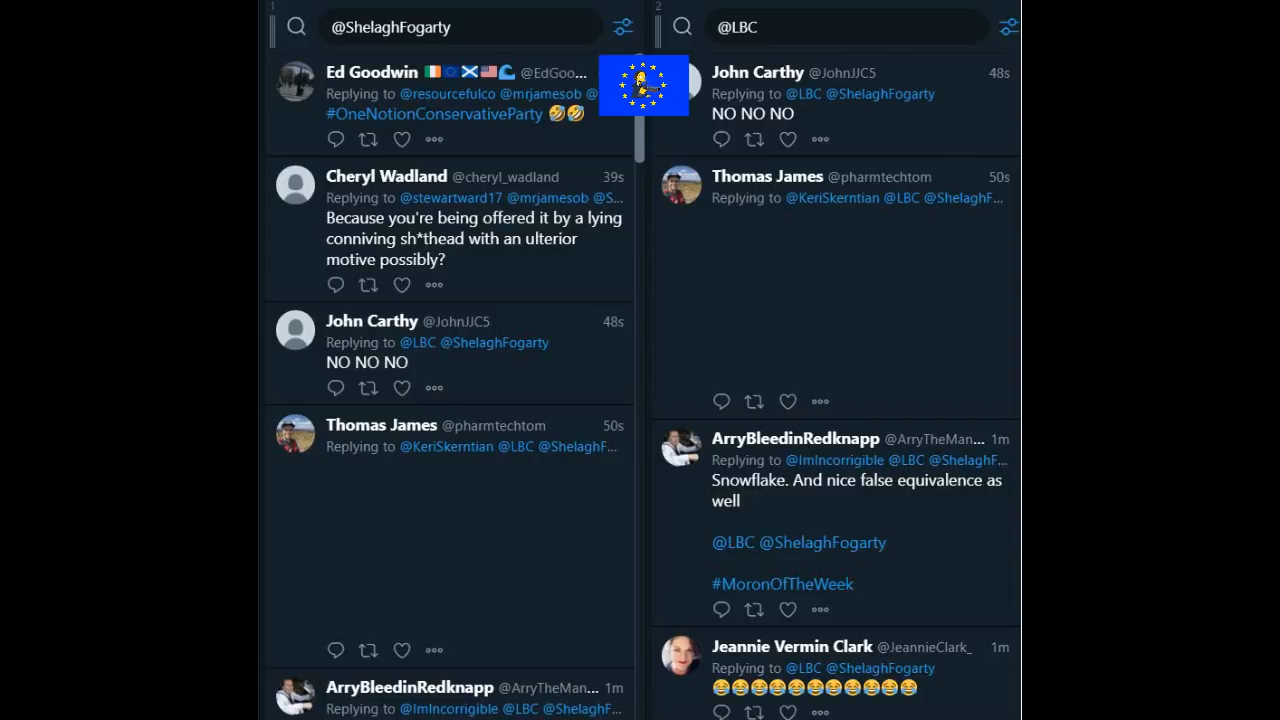 1
@ShelaghFogarty
Ed Goodwin @EdGoo...
Replying to @resourcefulco @mrjamesob @
#OneNotionConservativeParty 🤣🤣
Cheryl Wadland @cheryl_wadland 39s
Replying to @stewartward17 @mrjamesob @S...
Because you're being offered it by a lying
conniving sh*thead with an ulterior
motive possibly?
John Carthy @JohnJJC5 48s
Replying to @LBC @ShelaghFogarty
NO NO NO
Thomas James @pharmtechtom 50s
Replying to @KeriSkerntian @LBC @ShelaghF...
ArryBleedinRedknapp @ArryTheMan... 1m
Replying to @ImIncorrigible @LBC @ShelaghF...
2
@LBC
John Carthy @JohnJJC5 48s
Replying to @LBC @ShelaghFogarty
NO NO NO
Thomas James @pharmtechtom 50s
Replying to @KeriSkerntian @LBC @ShelaghF...
ArryBleedinRedknapp @ArryTheMan... 1m
Replying to @ImIncorrigible @LBC @ShelaghF...
Snowflake. And nice false equivalence as
well
@LBC @ShelaghFogarty
#MoronOfTheWeek
Jeannie Vermin Clark @JeannieClark_ 1m
Replying to @LBC @ShelaghFogarty
😂😂😂😂😂😂😂😂😂😂😂